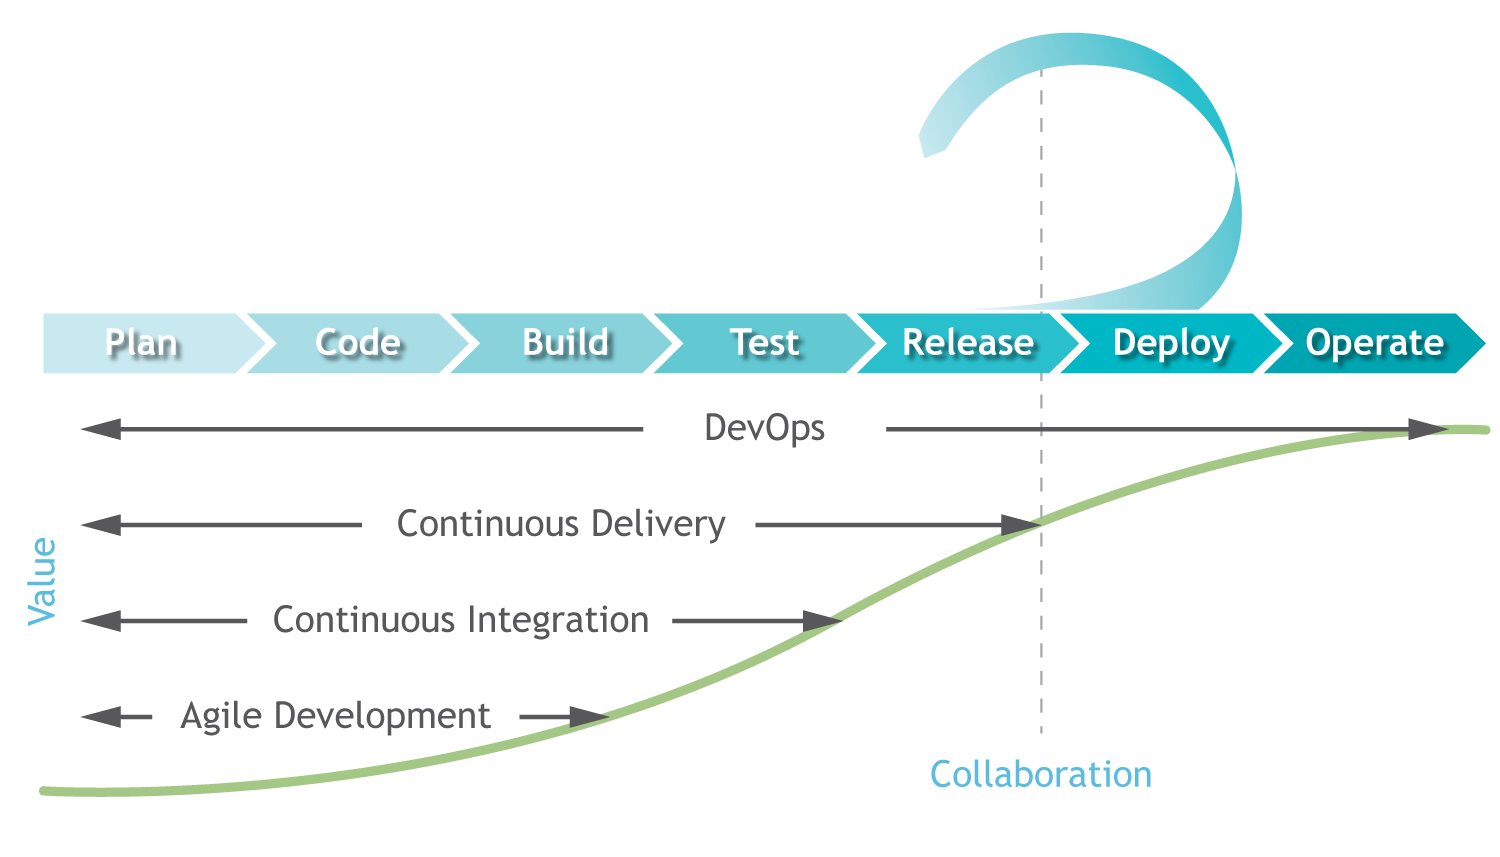 Plan Code Build Test Release Deploy Operate
DevOps
Continuous Delivery
Value
Continuous Integration
Agile Development
Collaboration